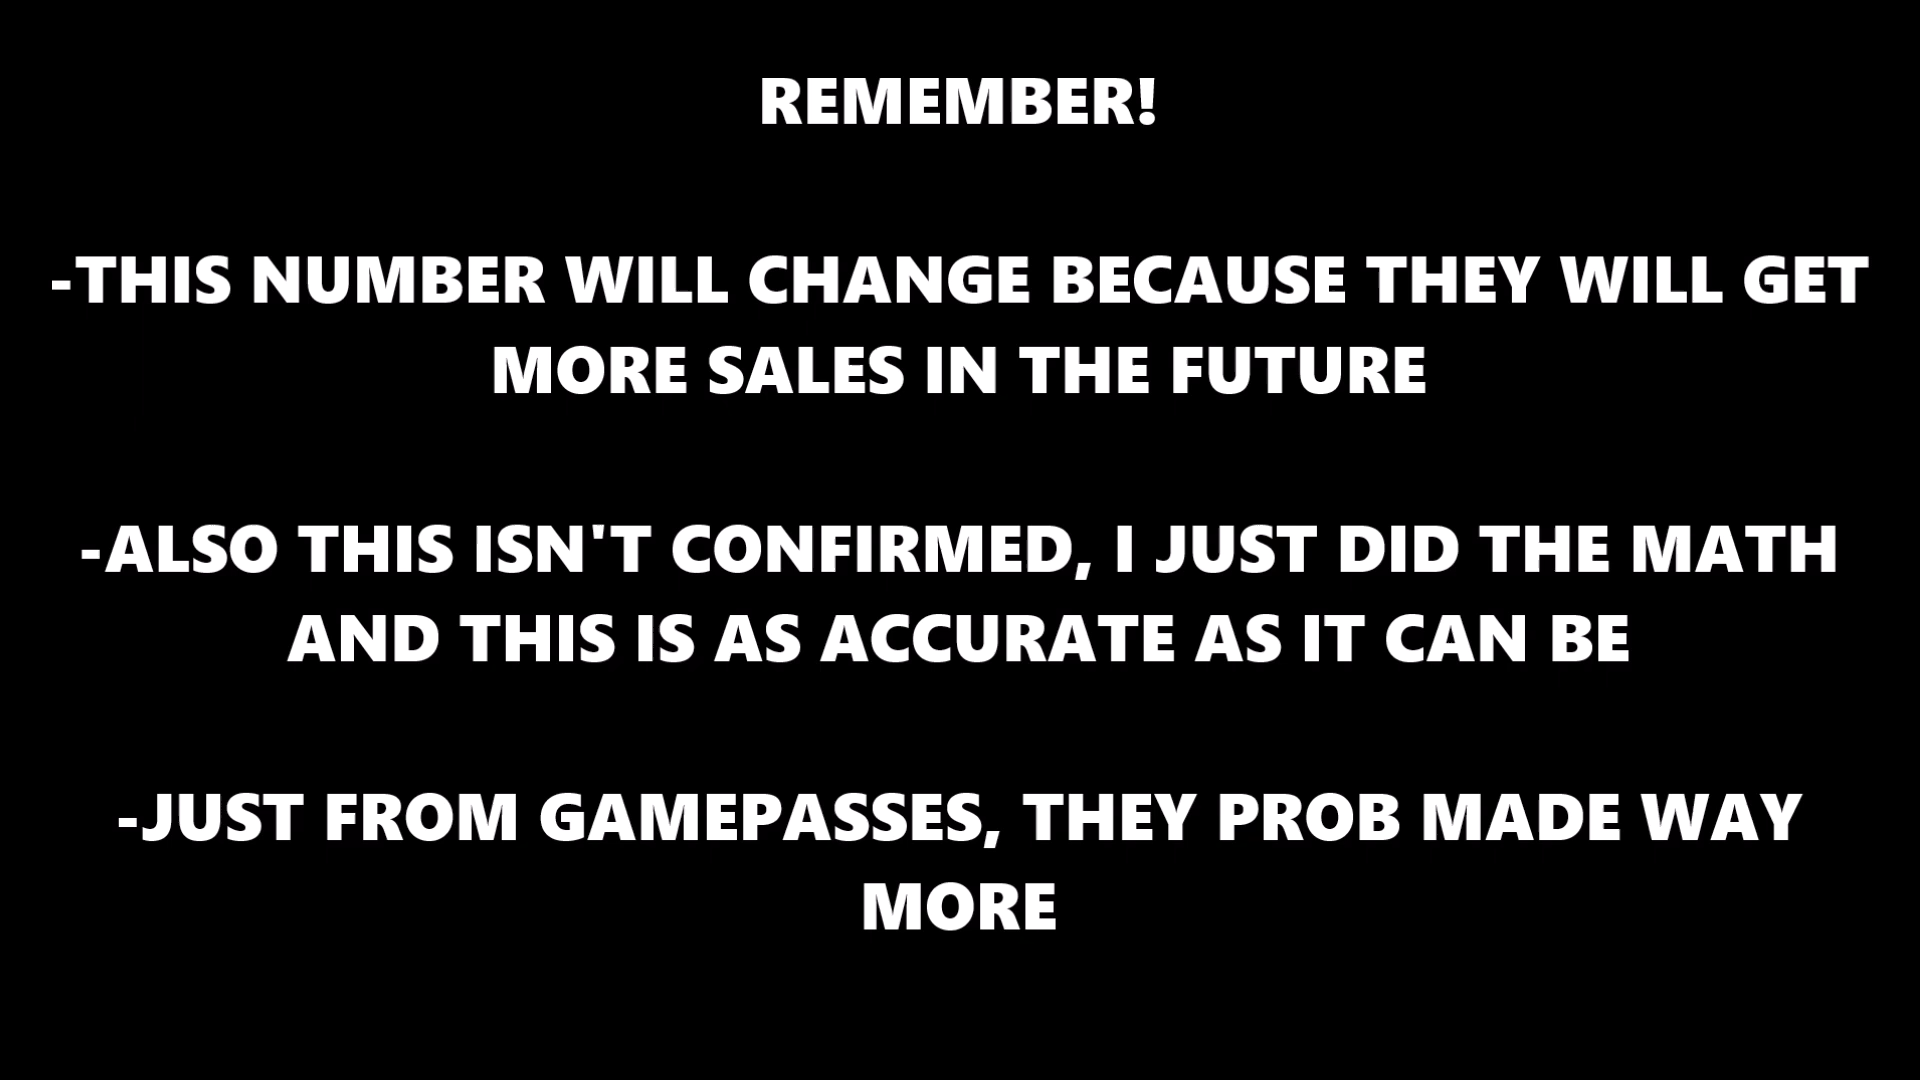 REMEMBER!
-THIS NUMBER WILL CHANGE BECAUSE THEY WILL GET
MORE SALES IN THE FUTURE
-ALSO THIS ISN'T CONFIRMED, I JUST DID THE MATH
AND THIS IS AS ACCURATE AS IT CAN BE
-JUST FROM GAMEPASSES, THEY PROB MADE WAY
MORE